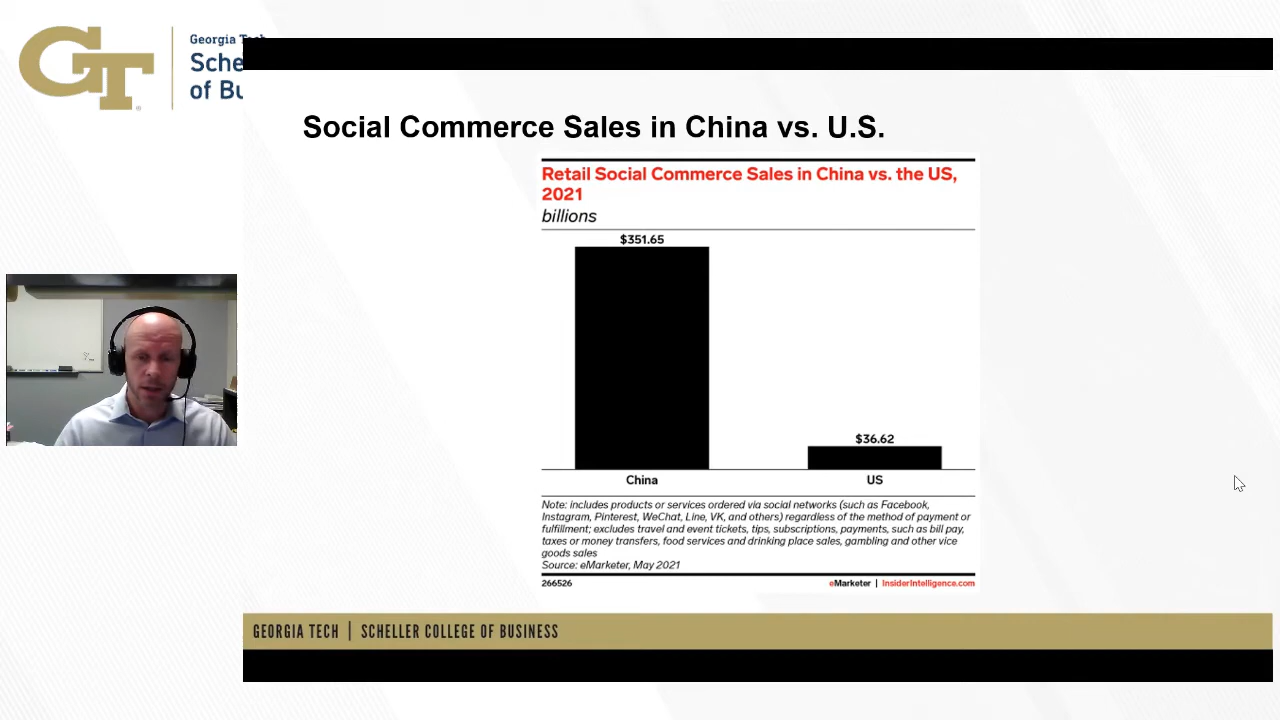 GT
Georgia Tech
Sche
of Bu
Social Commerce Sales in China vs. U.S.
Retail Social Commerce Sales in China vs. the US,
2021
billions
$351.65
$36.62
China
US
Note: includes products or services ordered via social networks (such as Facebook,
Instagram, Pinterest, WeChat, Line, VK, and others) regardless of the method of payment or
fulfillment; excludes travel and event tickets, tips, subscriptions, payments, such as bill pay,
taxes or money transfers, food services and drinking place sales, gambling and other vice
goods sales
Source: eMarketer, May 2021
266526
eMarketer | InsiderIntelligence.com
GEORGIA TECH | SCHELLER COLLEGE OF BUSINESS